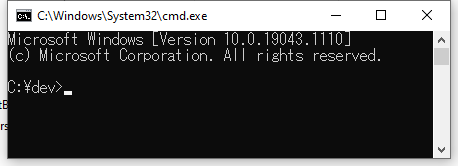 C:\Windows\System32\cmd.exe
Microsoft Windows [Version 10.0.19043.1110]
(c) Microsoft Corporation. All rights reserved.
C:¥dev>